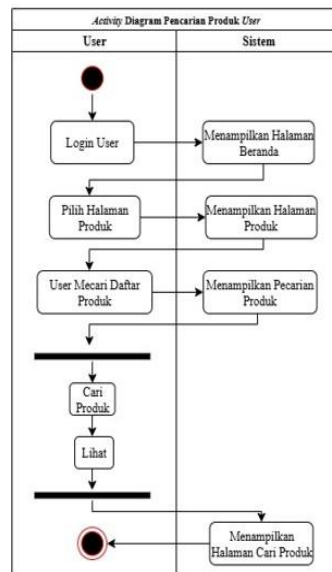 Activity Diagram Pencarian Produk User
User
Sistem
Login User
Menampilkan Halaman
Beranda
Pilih Halaman
Produk
Menampilkan Halaman
Produk
User Mecari Daftar
Produk
Menampilkan Pecarian
Produk
Cari
Produk
Lihat
Menampilkan
Halaman Cari Produk